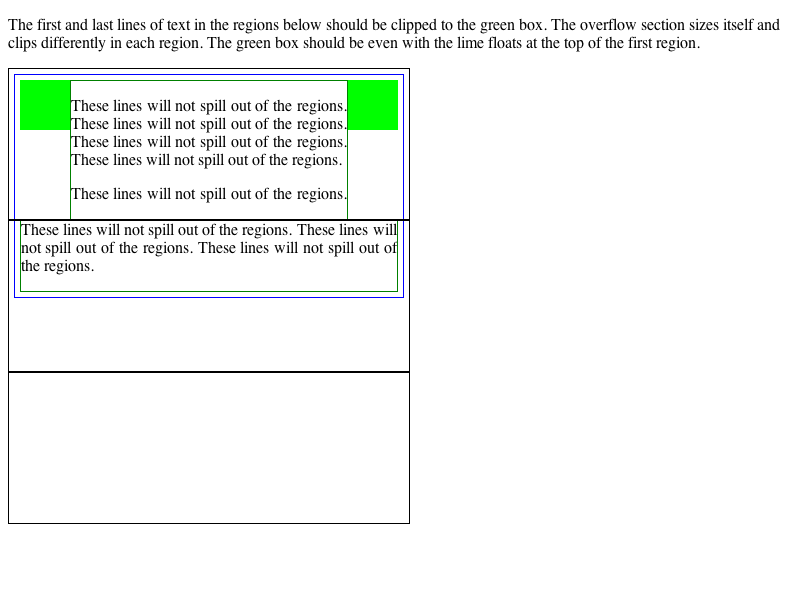 The first and last lines of text in the regions below should be clipped to the green box. The overflow section sizes itself and
clips differently in each region. The green box should be even with the lime floats at the top of the first region.
These lines will not spill out of the regions.
These lines will not spill out of the regions.
These lines will not spill out of the regions.
These lines will not spill out of the regions.
These lines will not spill out of the regions.
These lines will not spill out of the regions. These lines will
not spill out of the regions. These lines will not spill out of
the regions.